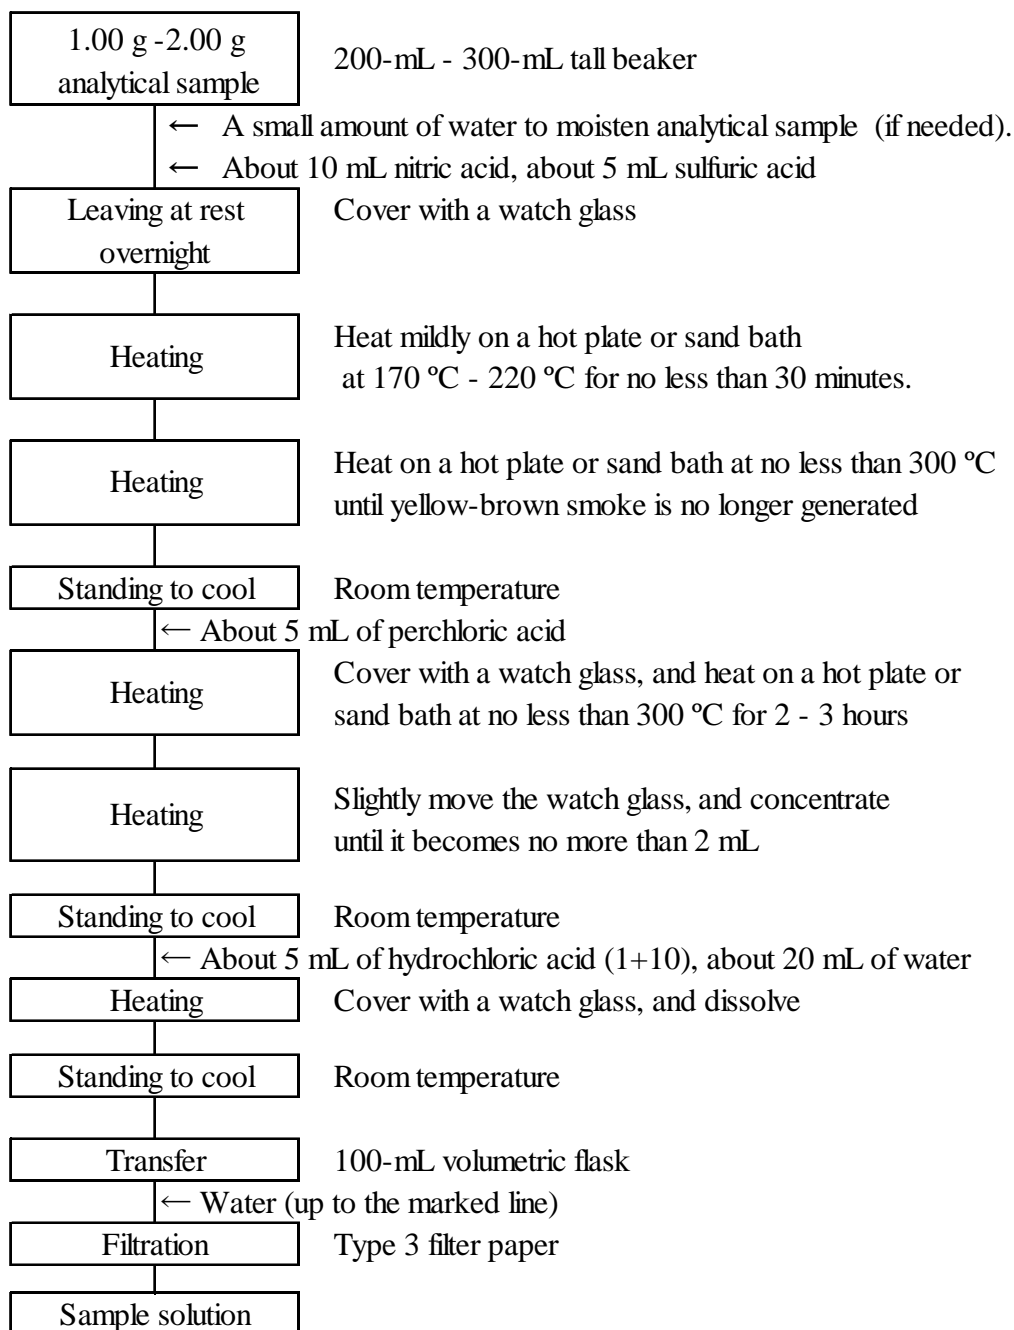 1.00 g -2.00 g
analytical sample
200-mL - 300-mL tall beaker
← A small amount of water to moisten analytical sample (if needed).
← About 10 mL nitric acid, about 5 mL sulfuric acid
Leaving at rest
overnight
Cover with a watch glass
Heating
Heat mildly on a hot plate or sand bath
at 170 ºC - 220 ºC for no less than 30 minutes.
Heating
Heat on a hot plate or sand bath at no less than 300 ºC
until yellow-brown smoke is no longer generated
Standing to cool
Room temperature
← About 5 mL of perchloric acid
Heating
Cover with a watch glass, and heat on a hot plate or
sand bath at no less than 300 ºC for 2 - 3 hours
Heating
Slightly move the watch glass, and concentrate
until it becomes no more than 2 mL
Standing to cool
Room temperature
← About 5 mL of hydrochloric acid (1+10), about 20 mL of water
Heating
Cover with a watch glass, and dissolve
Standing to cool
Room temperature
Transfer
100-mL volumetric flask
← Water (up to the marked line)
Filtration
Type 3 filter paper
Sample solution